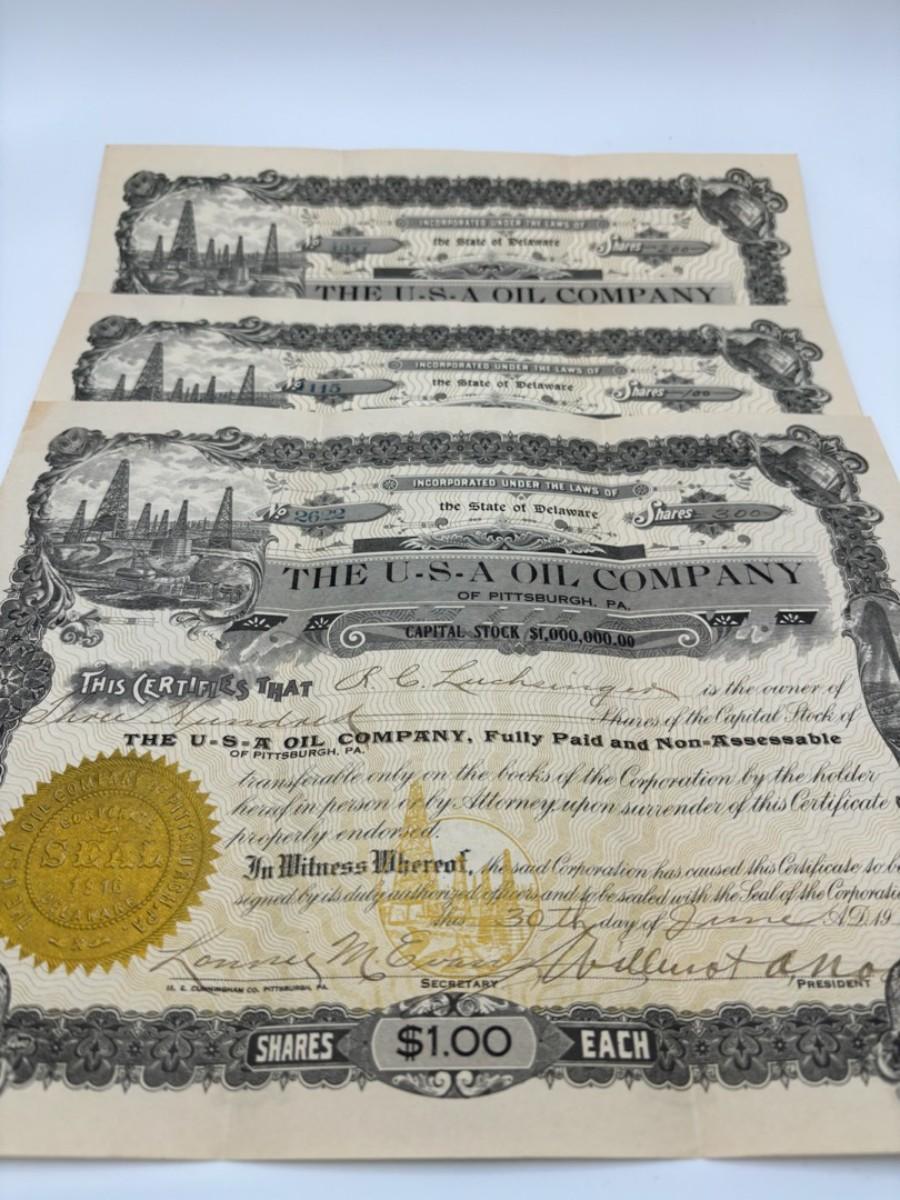 INCORPORATED UNDER THE LAWS OF
No
the State of Delaware
Shares
THE U-S-A OIL COMPANY
INCORPORATED UNDER THE LAWS OF
No 115
the State of Delaware
Shares 100
INCORPORATED UNDER THE LAWS OF
No 2622
the State of Delaware
Shares 300
THE U-S-A OIL COMPANY
OF PITTSBURGH, PA.
CAPITAL STOCK $1,000,000.00
THIS CERTIFIES THAT R. C. Luchsinger is the owner of
Three Hundred Shares of the Capital Stock of
THE U-S-A OIL COMPANY, Fully Paid and Non-Assessable
OF PITTSBURGH, PA.
transferable only on the books of the Corporation by the holder
hereof in person or by Attorney upon surrender of this Certificate
properly endorsed.
In Witness Whereof, the said Corporation has caused this Certificate to be
signed by its duly authorized officers and to be sealed with the Seal of the Corporation
this 30th day of June A.D. 19
SEAL
1916
DELAWARE
SECRETARY
PRESIDENT
SHARES $1.00 EACH